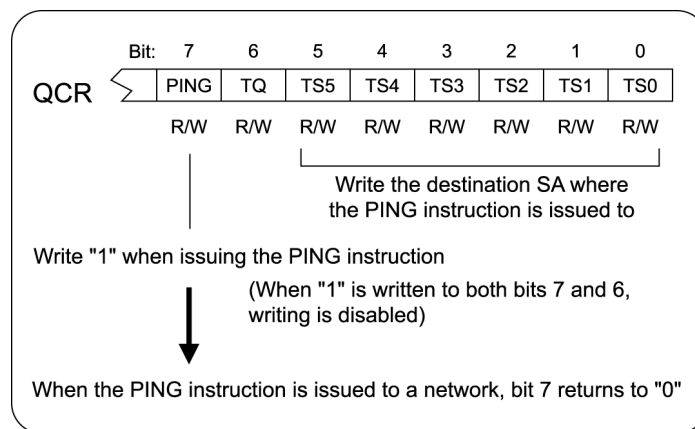 Bit: 7 6 5 4 3 2 1 0
QCR PING TQ TS5 TS4 TS3 TS2 TS1 TS0
R/W R/W R/W R/W R/W R/W R/W R/W
Write the destination SA where
the PING instruction is issued to
Write "1" when issuing the PING instruction
(When "1" is written to both bits 7 and 6,
writing is disabled)
When the PING instruction is issued to a network, bit 7 returns to "0"